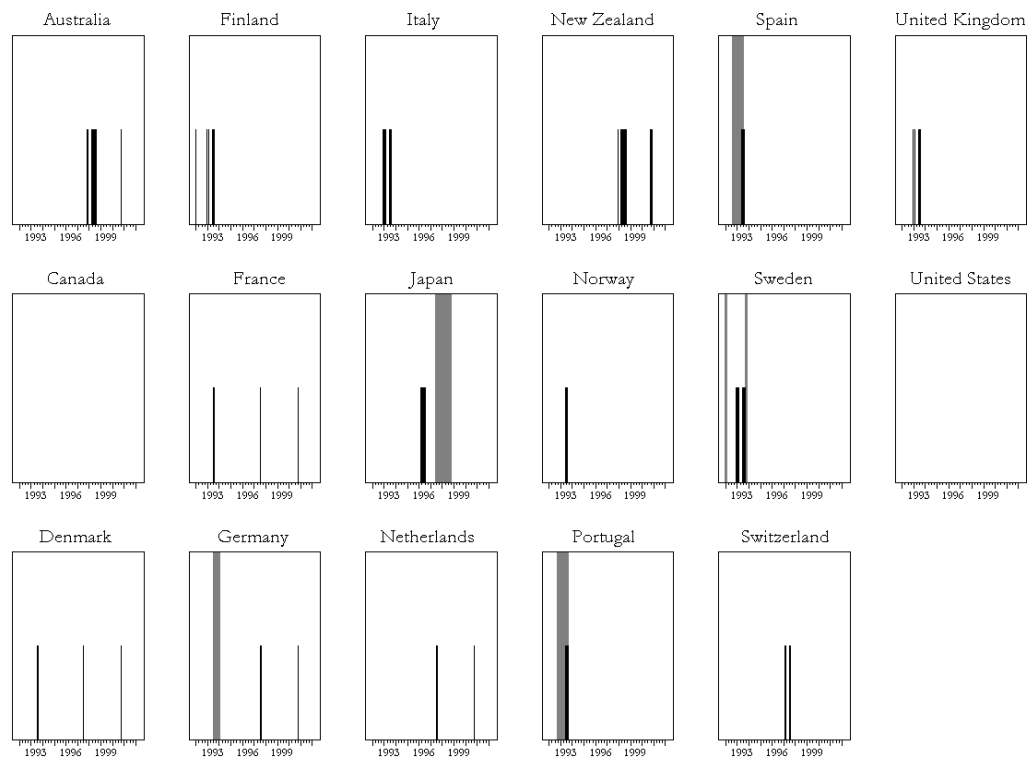 Australia Finland Italy New Zealand Spain United Kingdom
1993 1996 1999 1993 1996 1999 1993 1996 1999 1993 1996 1999 1993 1996 1999 1993 1996 1999
Canada France Japan Norway Sweden United States
1993 1996 1999 1993 1996 1999 1993 1996 1999 1993 1996 1999 1993 1996 1999 1993 1996 1999
Denmark Germany Netherlands Portugal Switzerland
1993 1996 1999 1993 1996 1999 1993 1996 1999 1993 1996 1999 1993 1996 1999